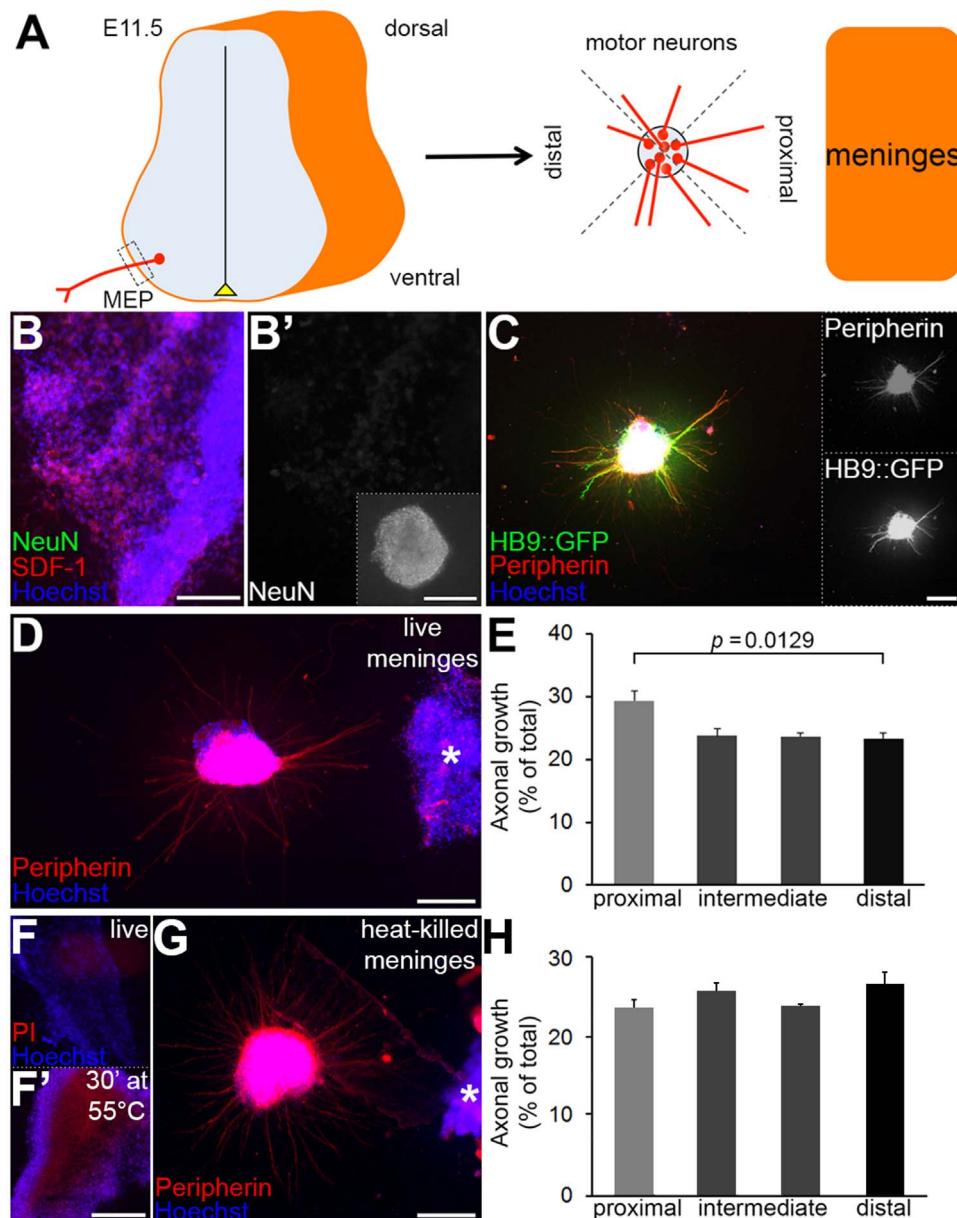 A
E11.5
dorsal
ventral
MEP
motor neurons
distal
proximal
meninges
B
NeuN
SDF-1
Hoechst
B'
NeuN
C
HB9::GFP
Peripherin
Hoechst
Peripherin
HB9::GFP
D
live
meninges
*
Peripherin
Hoechst
E
p = 0.0129
Axonal growth
(% of total)
40
30
20
10
0
proximal intermediate distal
F
live
PI
Hoechst
F'
30' at
55°C
G
heat-killed
meninges
*
Peripherin
Hoechst
H
Axonal growth
(% of total)
30
20
10
0
proximal intermediate distal